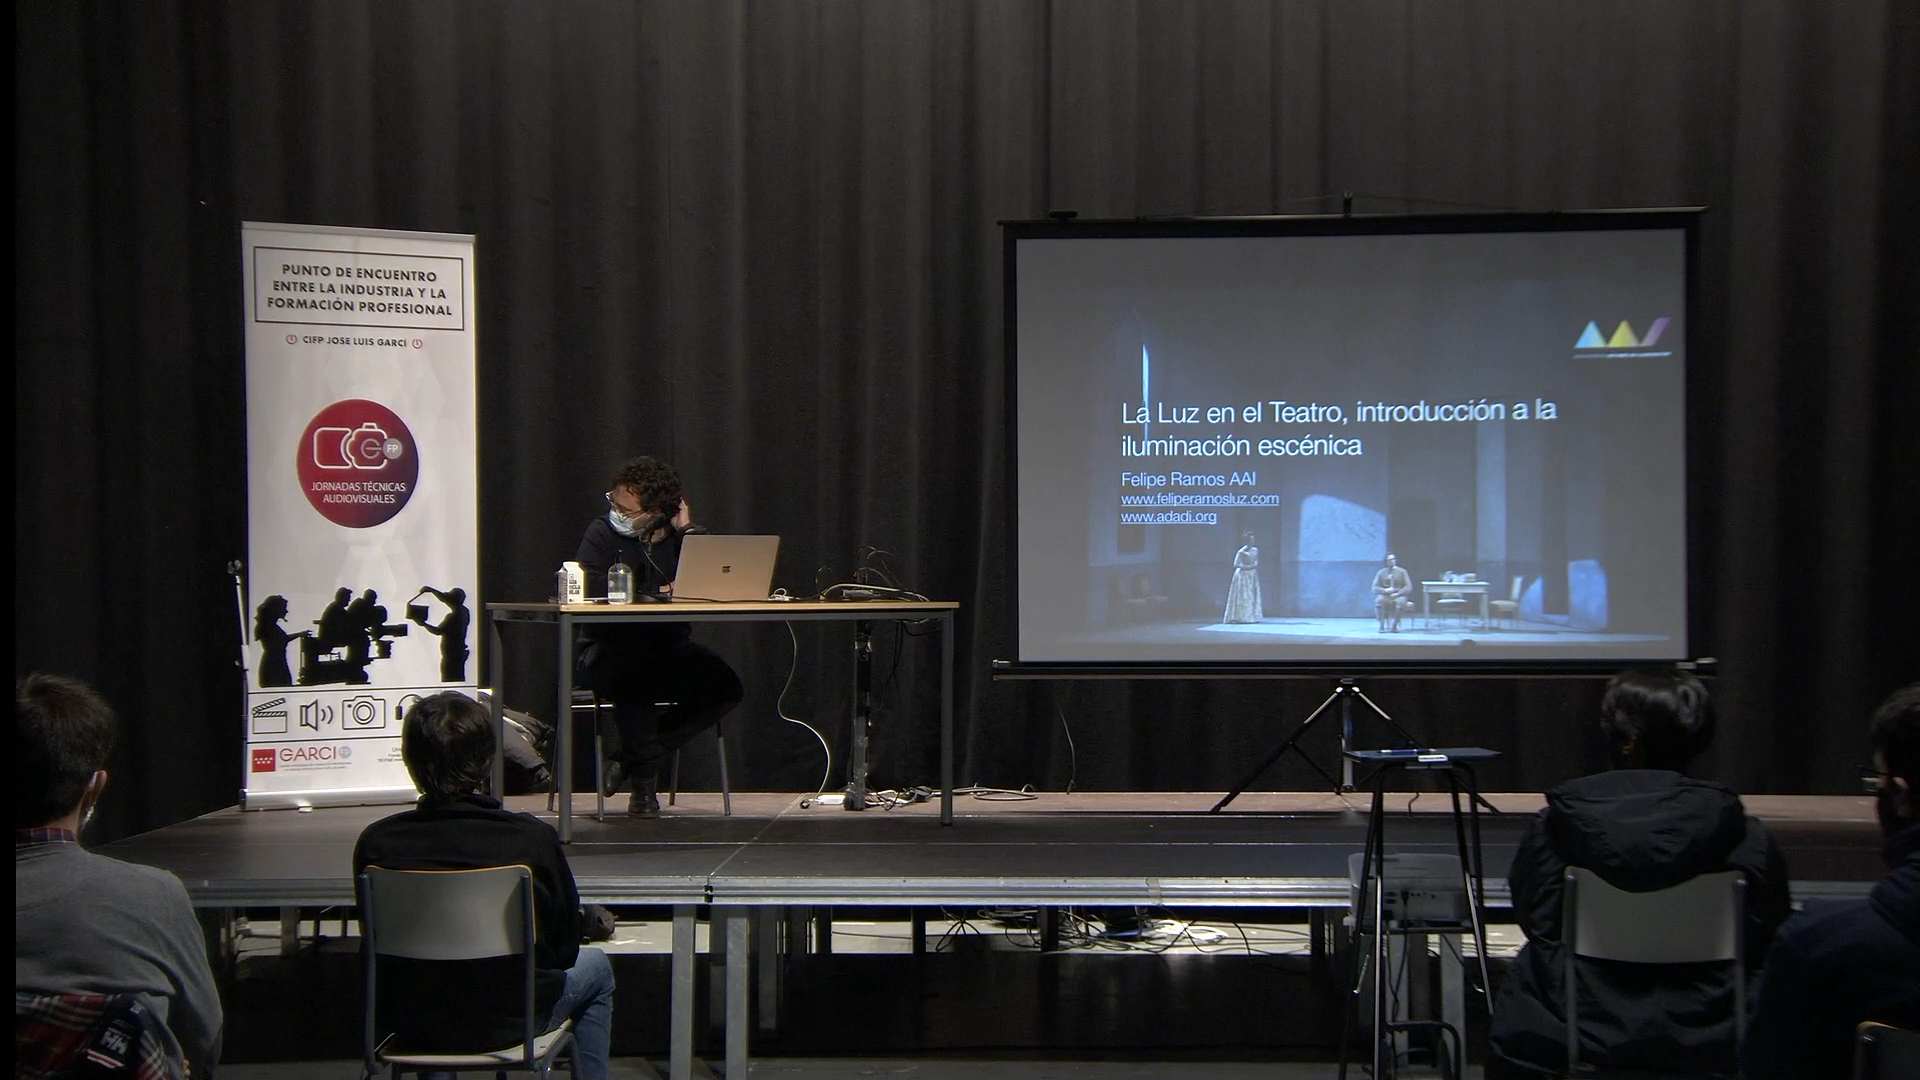 PUNTO DE ENCUENTRO
ENTRE LA INDUSTRIA Y LA
FORMACIÓN PROFESIONAL
CIFP JOSE LUIS GARCI
FP
JORNADAS TÉCNICAS
AUDIOVISUALES
GARCI
La Luz en el Teatro, introducción a la
iluminación escénica
Felipe Ramos AAI
www.feliperamosluz.com
www.adadi.org
HH